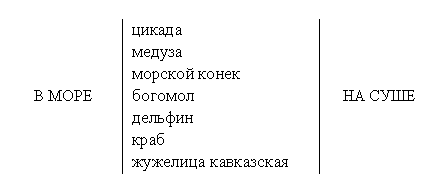 цикада
медуза
морской конек
В МОРЕ богомол НА СУШЕ
дельфин
краб
жужелица кавказская